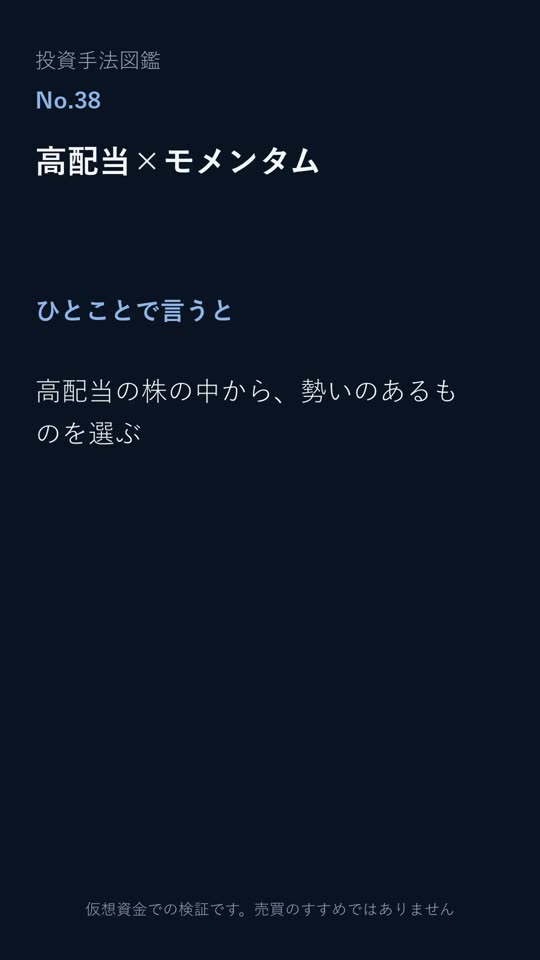 投資手法図鑑
No.38
高配当×モメンタム
ひとことで言うと
高配当の株の中から、勢いのあるも
のを選ぶ
仮想資金での検証です。売買のすすめではありません